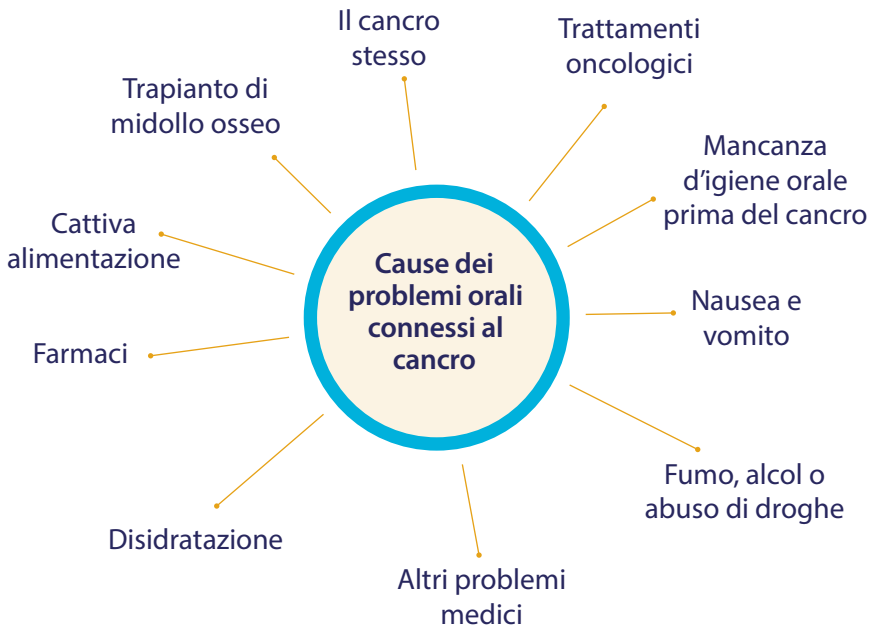 Il cancro
stesso
Trattamenti
oncologici
Trapianto di
midollo osseo
Mancanza
d'igiene orale
prima del cancro
Cattiva
alimentazione
Cause dei
problemi orali
connessi al
cancro
Nausea e
vomito
Farmaci
Fumo, alcol o
abuso di droghe
Disidratazione
Altri problemi
medici